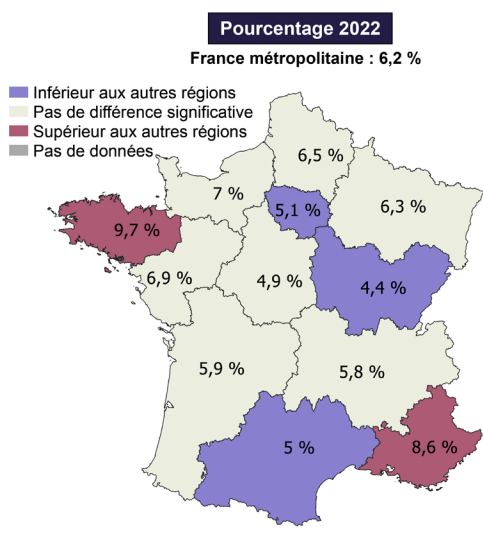 Pourcentage 2022
France métropolitaine : 6,2 %
Inférieur aux autres régions
Pas de différence significative
Supérieur aux autres régions
Pas de données
6,5 %
7 %
5,1 %
6,3 %
9,7 %
6,9 %
4,9 %
4,4 %
5,9 %
5,8 %
5 %
8,6 %